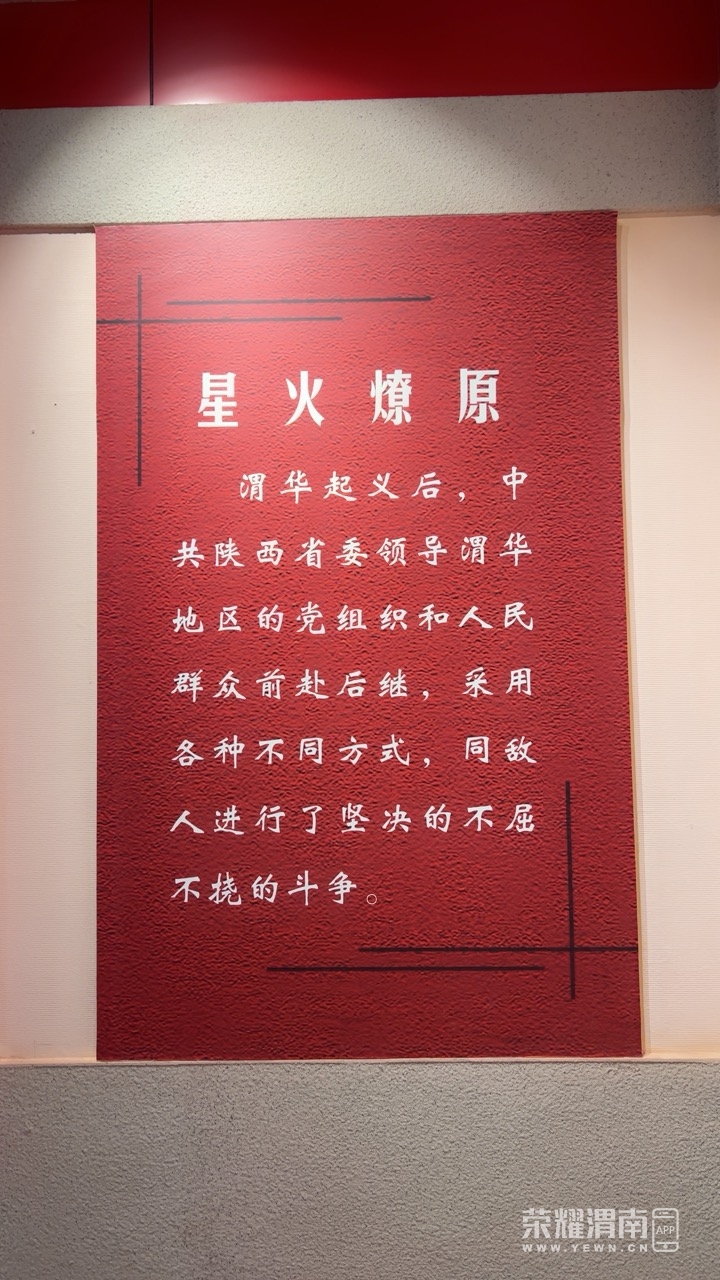 星火燎原
渭华起义后，中
共陕西省委领导渭华
地区的党组织和人民
群众前赴后继，采用
各种不同方式，同敌
人进行了坚决的不屈
不挠的斗争。
荣耀渭南 APP
WWW.YEWN.CN